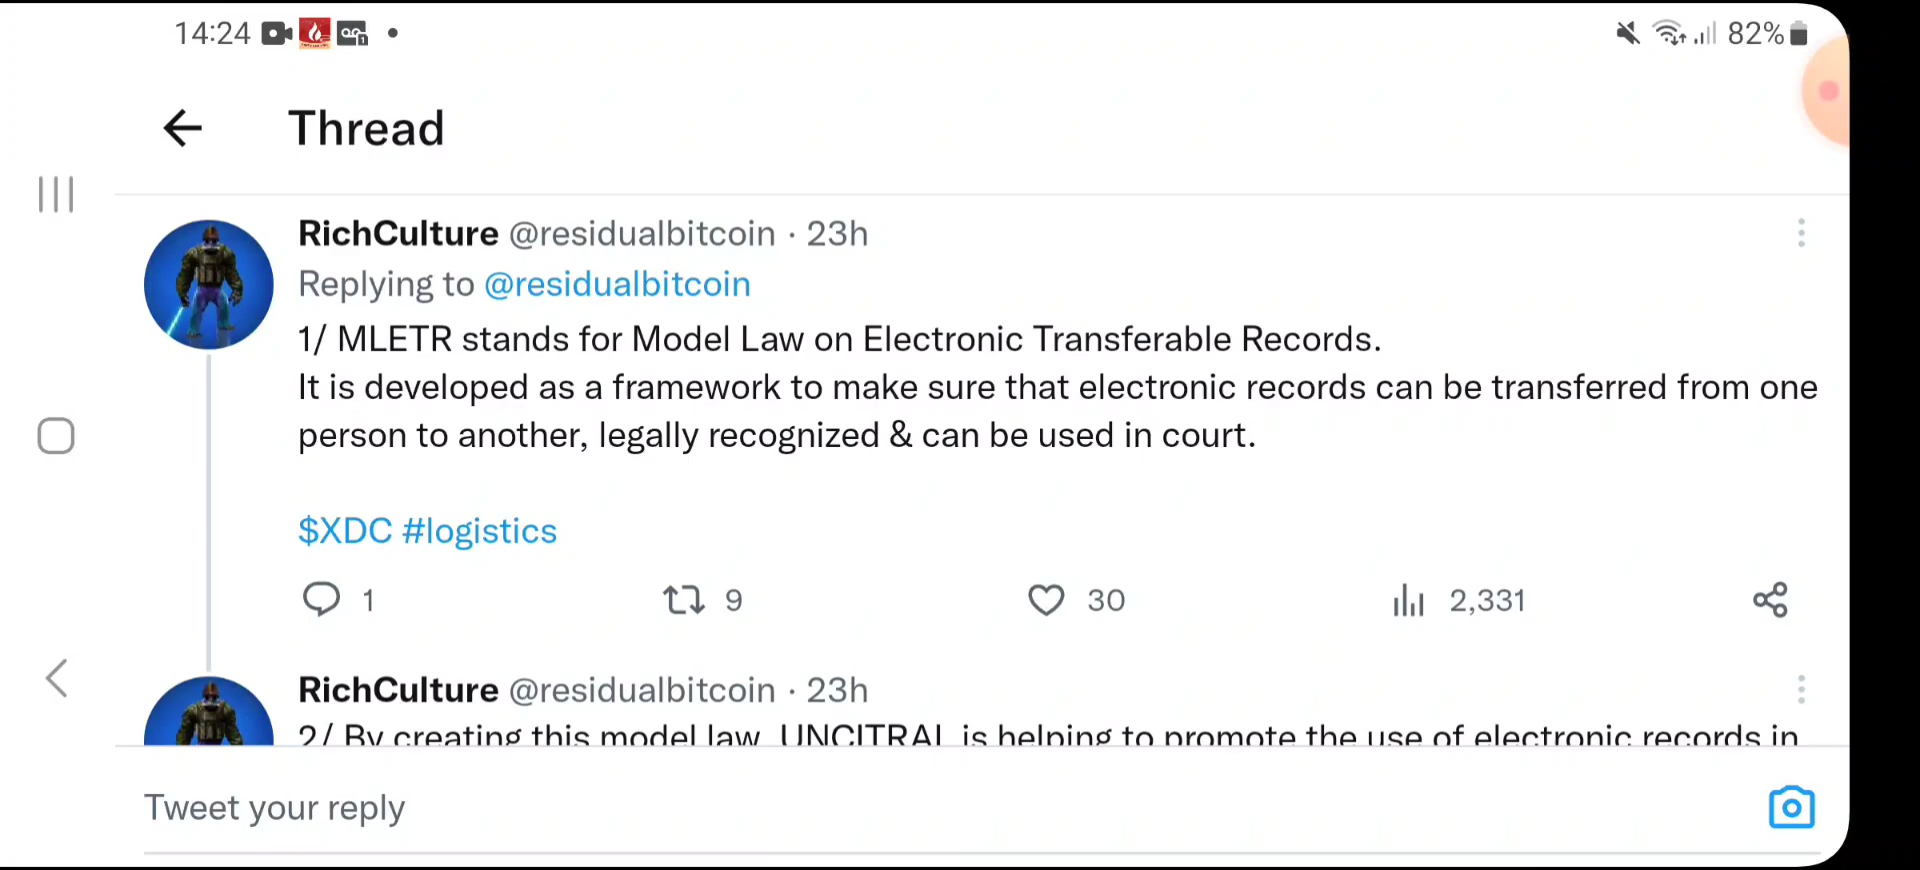 14:24
82%
Thread
RichCulture @residualbitcoin · 23h
Replying to @residualbitcoin
1/ MLETR stands for Model Law on Electronic Transferable Records.
It is developed as a framework to make sure that electronic records can be transferred from one
person to another, legally recognized & can be used in court.
$XDC #logistics
1 9 30 2,331
RichCulture @residualbitcoin · 23h
2/ By creating this model law, UNCITRAL is helping to promote the use of electronic records in
Tweet your reply